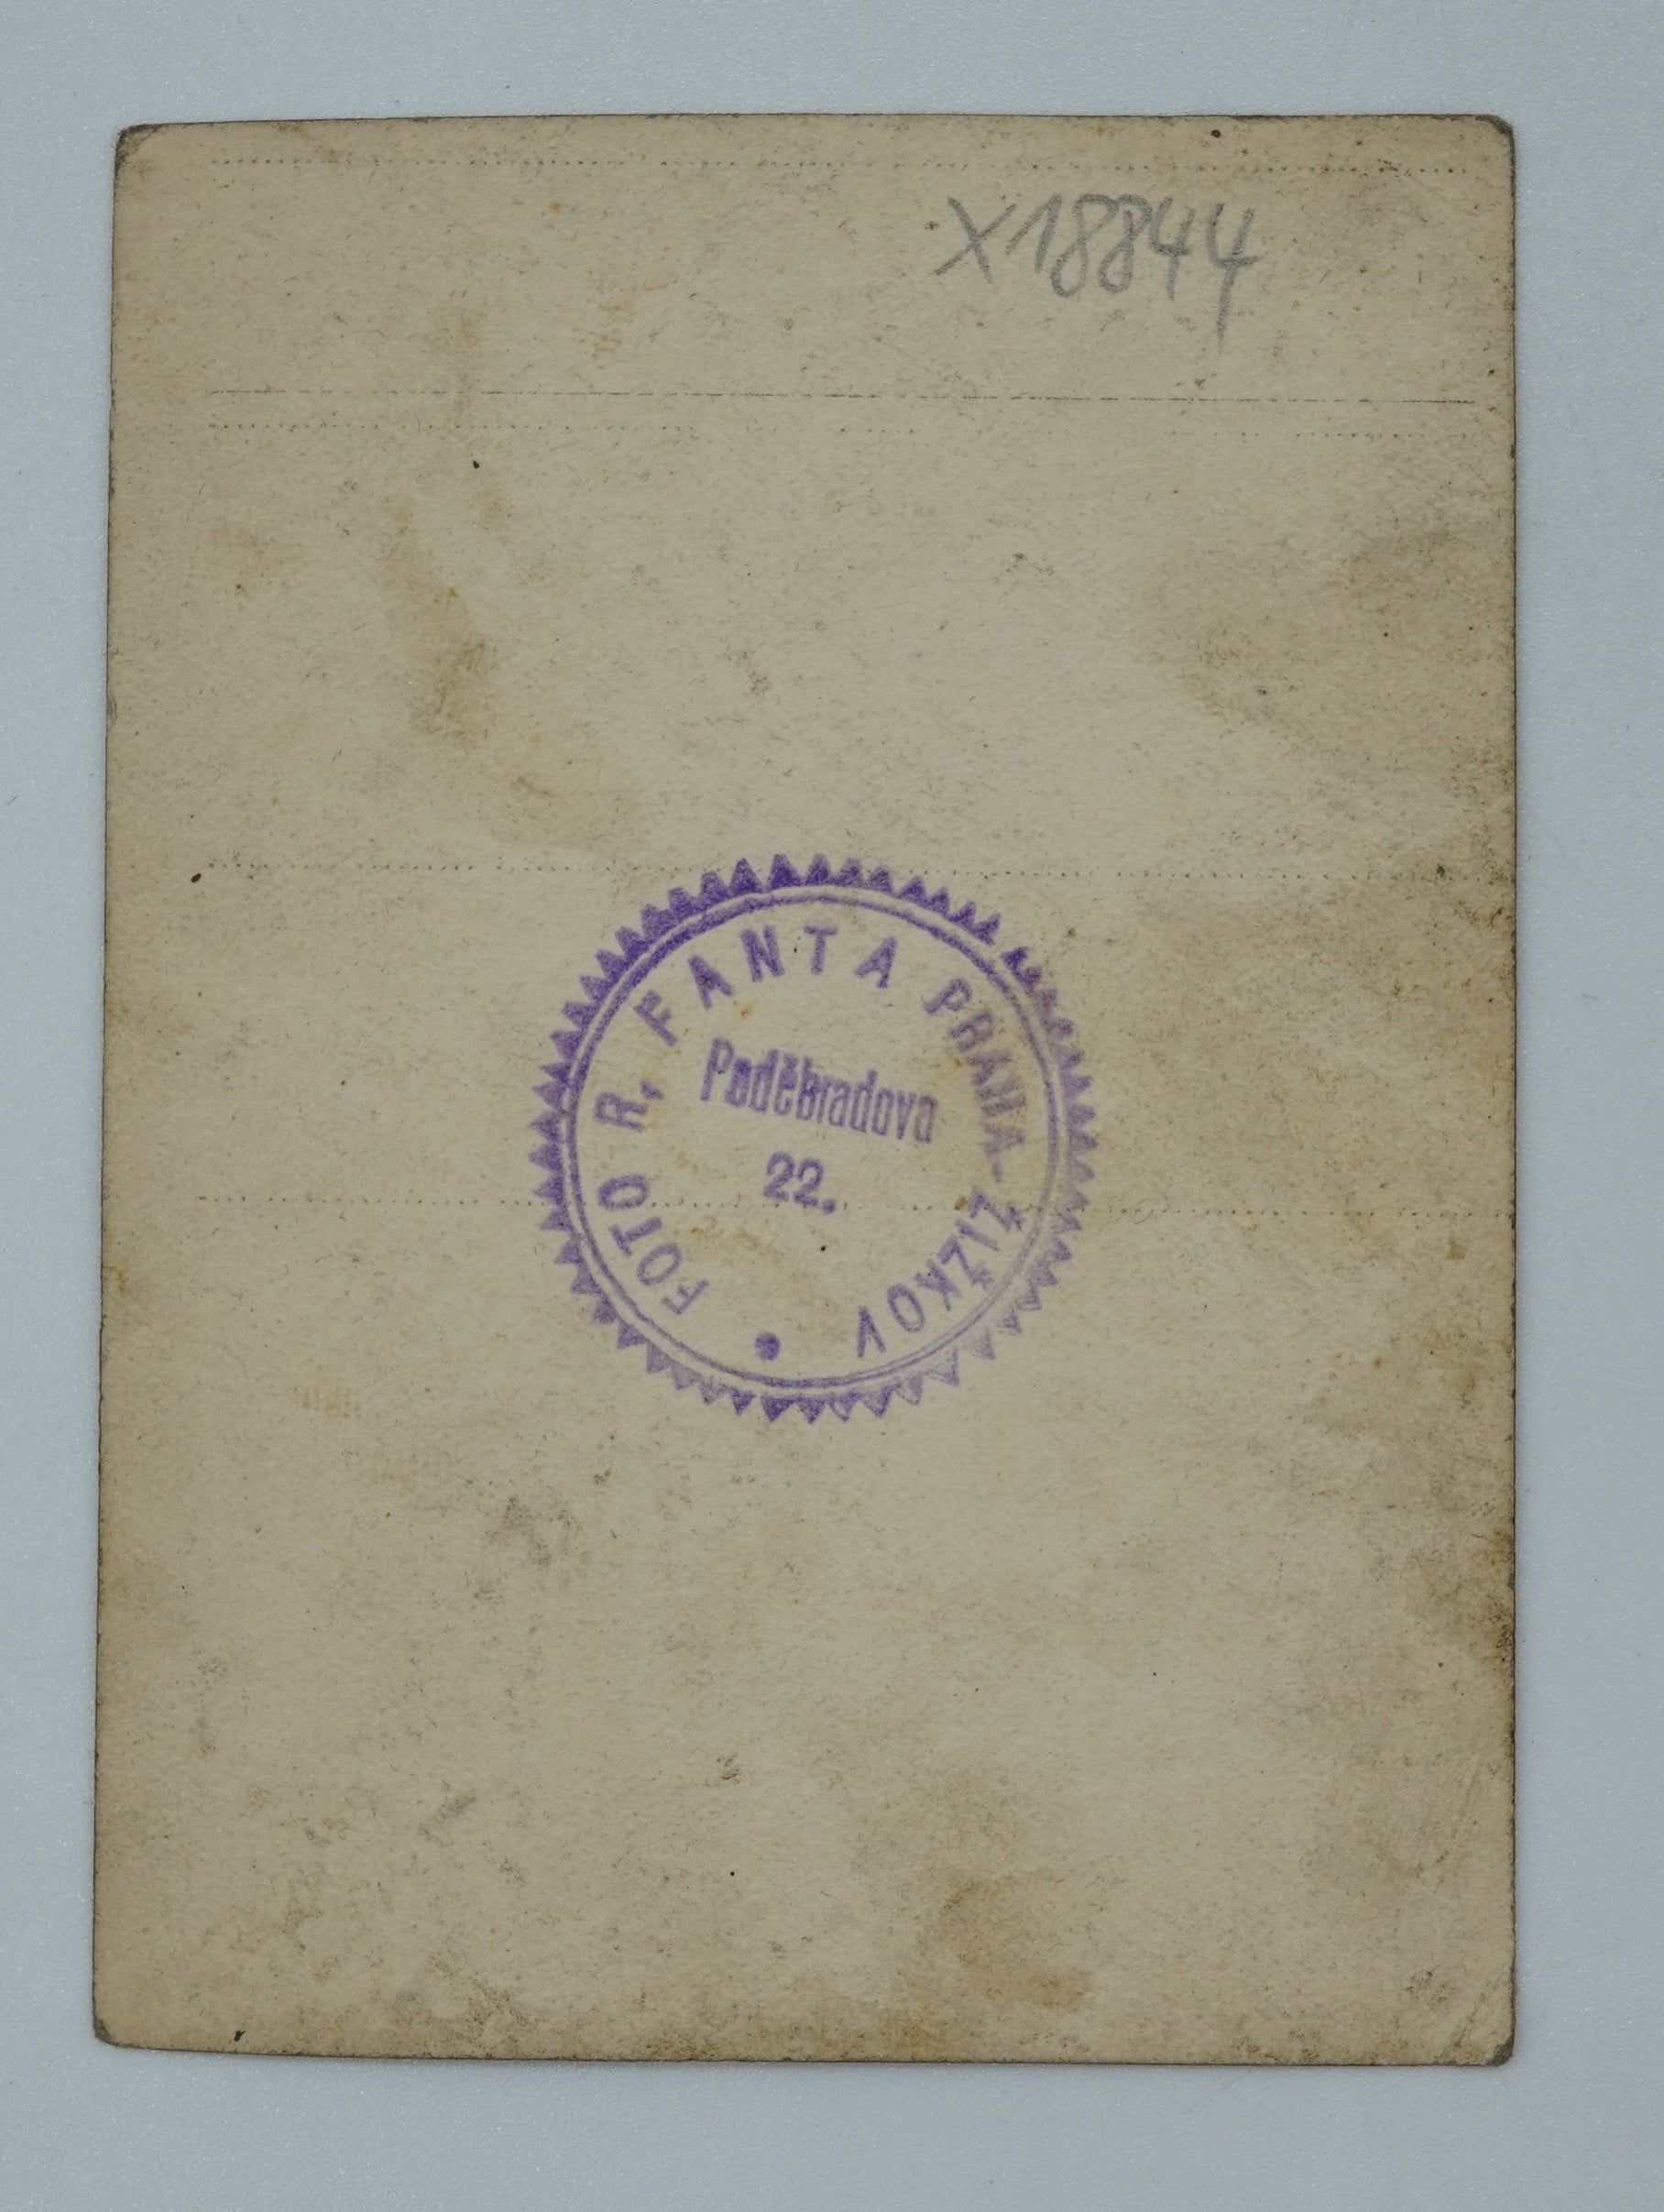 X18844
FOTO R. FANTA PRAHA-ŽIŽKOV
Poděbradova
22.